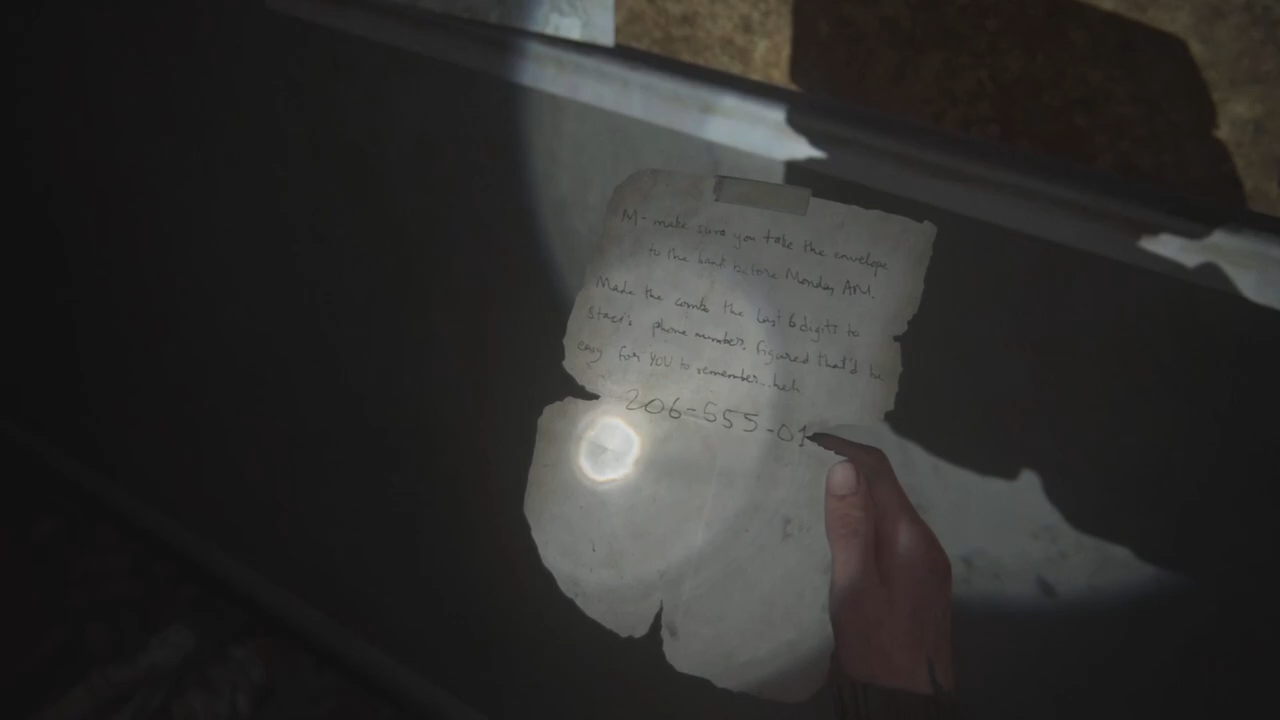 M- make sure you take the envelope
to the bank before Monday AM.
Made the combo the last 6 digits to
Staci's phone number. figured that'd be
easy for YOU to remember...heh
206-555-01